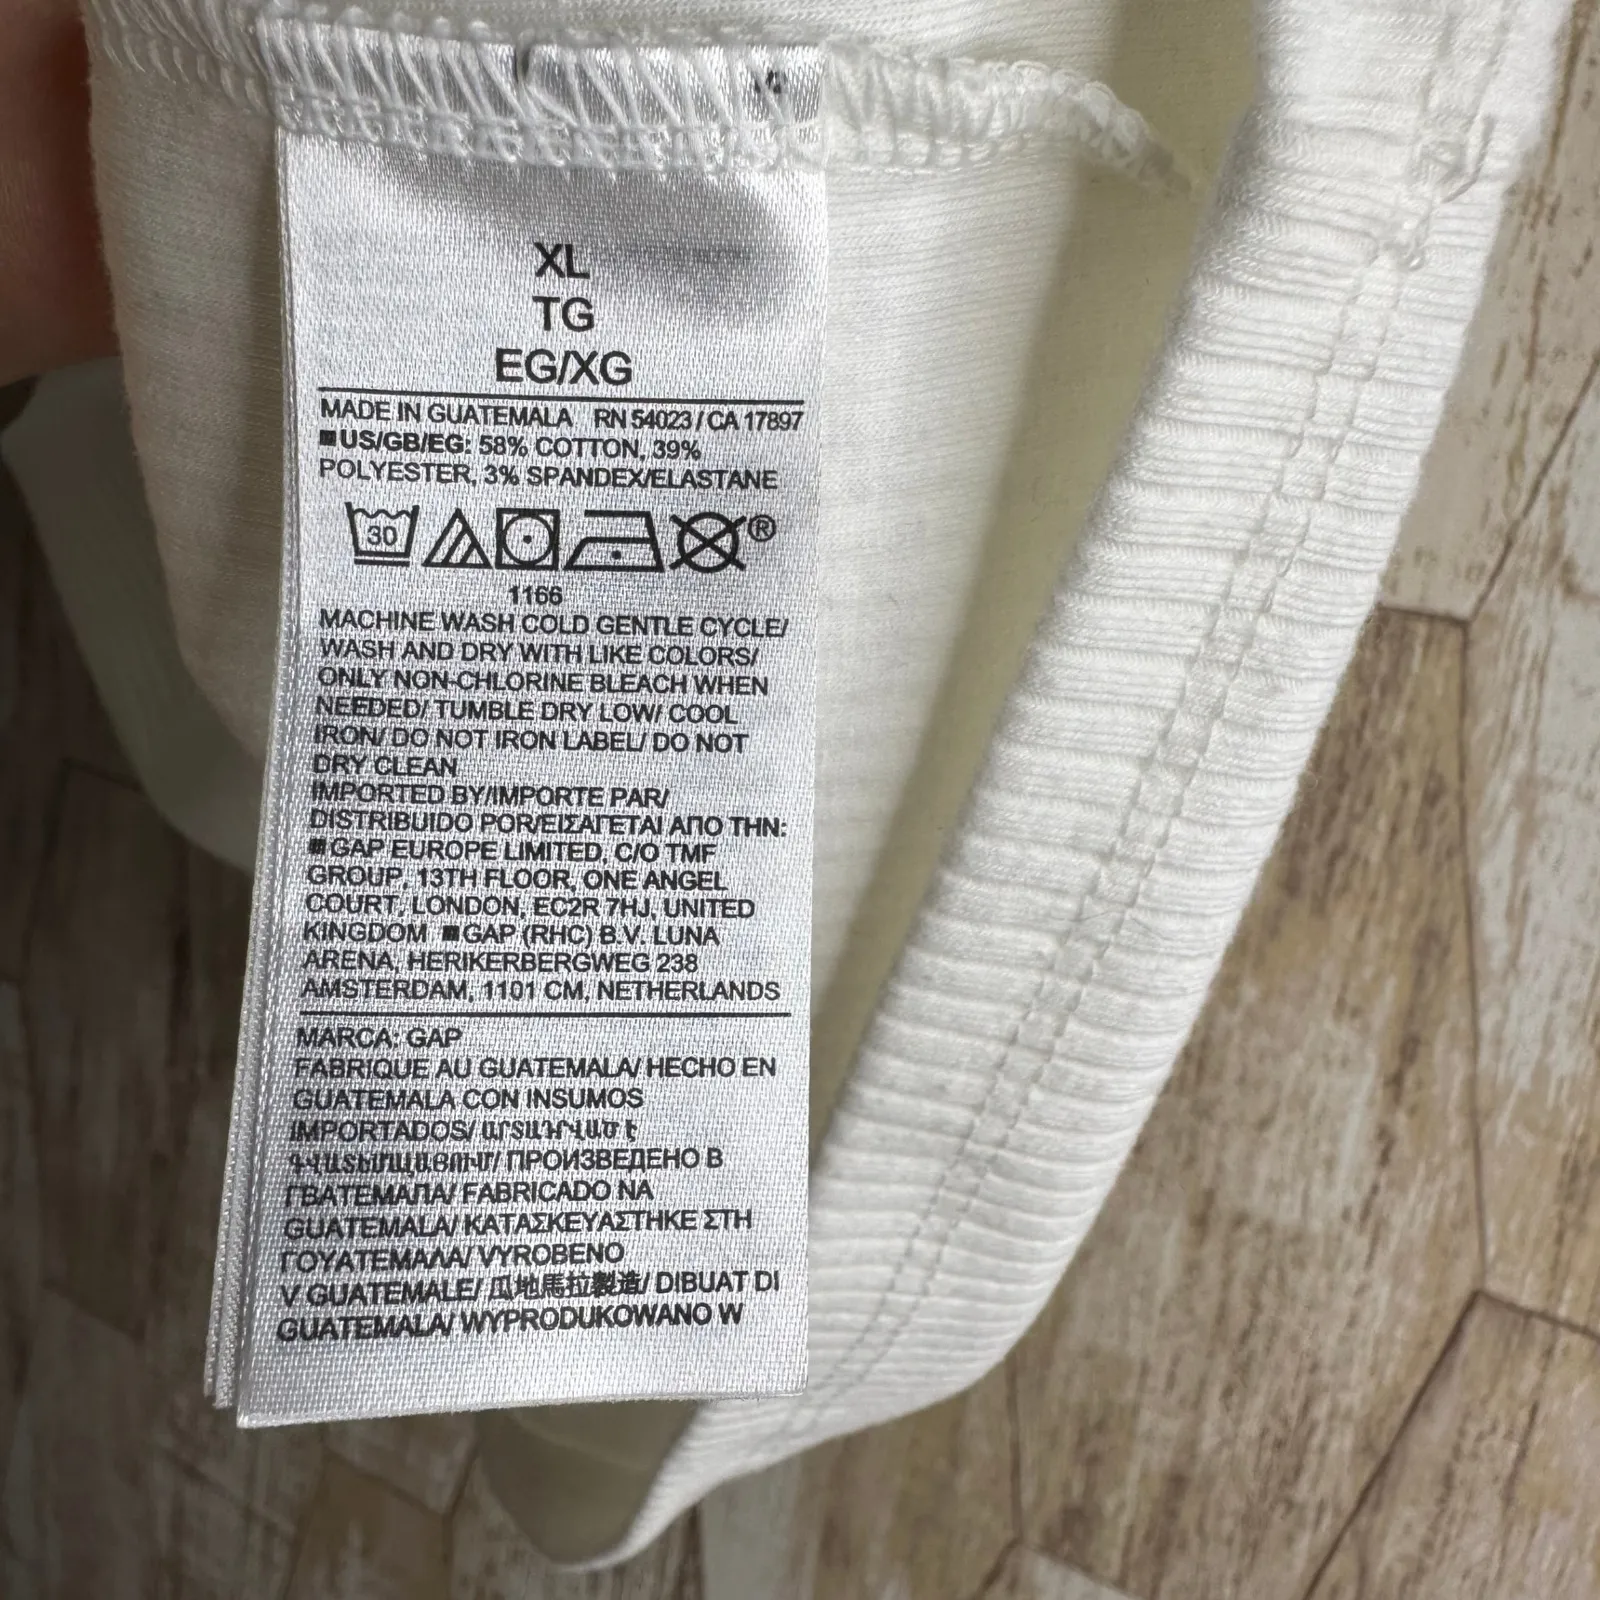 XL
TG
EG/XG
MADE IN GUATEMALA RN 54023 / CA 17897
■US/GB/EG: 58% COTTON, 39%
POLYESTER, 3% SPANDEX/ELASTANE
30 ®
1166
MACHINE WASH COLD GENTLE CYCLE/
WASH AND DRY WITH LIKE COLORS/
ONLY NON-CHLORINE BLEACH WHEN
NEEDED/ TUMBLE DRY LOW/ COOL
IRON/ DO NOT IRON LABEL/ DO NOT
DRY CLEAN
IMPORTED BY/IMPORTE PAR/
DISTRIBUIDO POR/ΕΙΣΑΓΕΤΑΙ ΑΠΟ ΤΗΝ:
■GAP EUROPE LIMITED, C/O TMF
GROUP, 13TH FLOOR, ONE ANGEL
COURT, LONDON, EC2R 7HJ, UNITED
KINGDOM ■GAP (RHC) B.V. LUNA
ARENA, HERIKERBERGWEG 238
AMSTERDAM, 1101 CM, NETHERLANDS
MARCA: GAP
FABRIQUE AU GUATEMALA/ HECHO EN
GUATEMALA CON INSUMOS
IMPORTADOS/ ԱՐՏԱԴՐՎԱԾ Է
ԳՎԱՏԵՄԱԼԱՅՈՒՄ/ ПРОИЗВЕДЕНО В
ГВАТЕМАЛА/ FABRICADO NA
GUATEMALA/ ΚΑΤΑΣΚΕΥΑΣΤΗΚΕ ΣΤΗ
ΓΟΥΑΤΕΜΑΛΑ/ VYROBENO
V GUATEMALE/ 瓜地馬拉製造/ DIBUAT DI
GUATEMALA/ WYPRODUKOWANO W